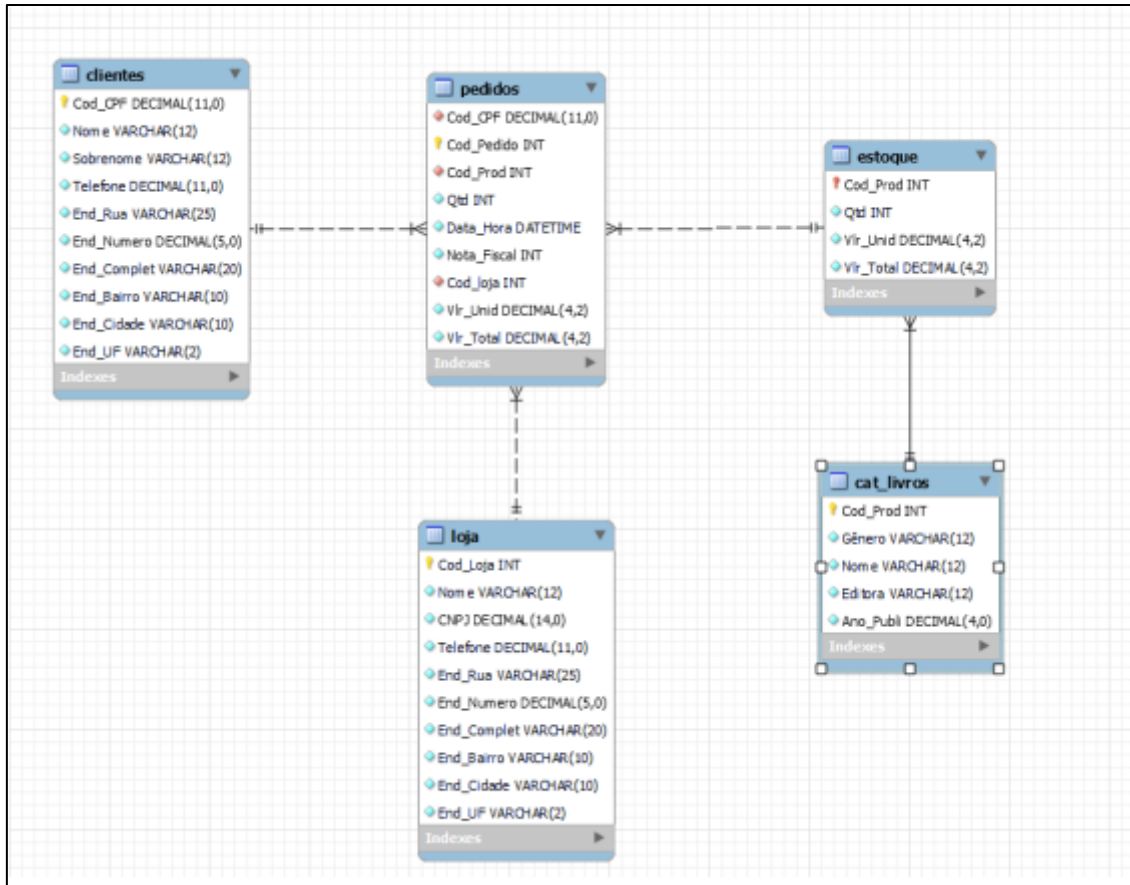 clientes
Cod_CPF DECIMAL(11,0)
Nome VARCHAR(12)
Sobrenome VARCHAR(12)
Telefone DECIMAL(11,0)
End_Rua VARCHAR(25)
End_Numero DECIMAL(5,0)
End_Complet VARCHAR(20)
End_Bairro VARCHAR(10)
End_Cidade VARCHAR(10)
End_UF VARCHAR(2)
Indexes
pedidos
Cod_CPF DECIMAL(11,0)
Cod_Pedido INT
Cod_Prod INT
Qtd INT
Data_Hora DATETIME
Nota_Fiscal INT
Cod_loja INT
Vlr_Unid DECIMAL(4,2)
Vlr_Total DECIMAL(4,2)
Indexes
estoque
Cod_Prod INT
Qtd INT
Vlr_Unid DECIMAL(4,2)
Vlr_Total DECIMAL(4,2)
Indexes
loja
Cod_Loja INT
Nome VARCHAR(12)
CNPJ DECIMAL(14,0)
Telefone DECIMAL(11,0)
End_Rua VARCHAR(25)
End_Numero DECIMAL(5,0)
End_Complet VARCHAR(20)
End_Bairro VARCHAR(10)
End_Cidade VARCHAR(10)
End_UF VARCHAR(2)
Indexes
cat_livros
Cod_Prod INT
Gênero VARCHAR(12)
Nome VARCHAR(12)
Editora VARCHAR(12)
Ano_Publi DECIMAL(4,0)
Indexes